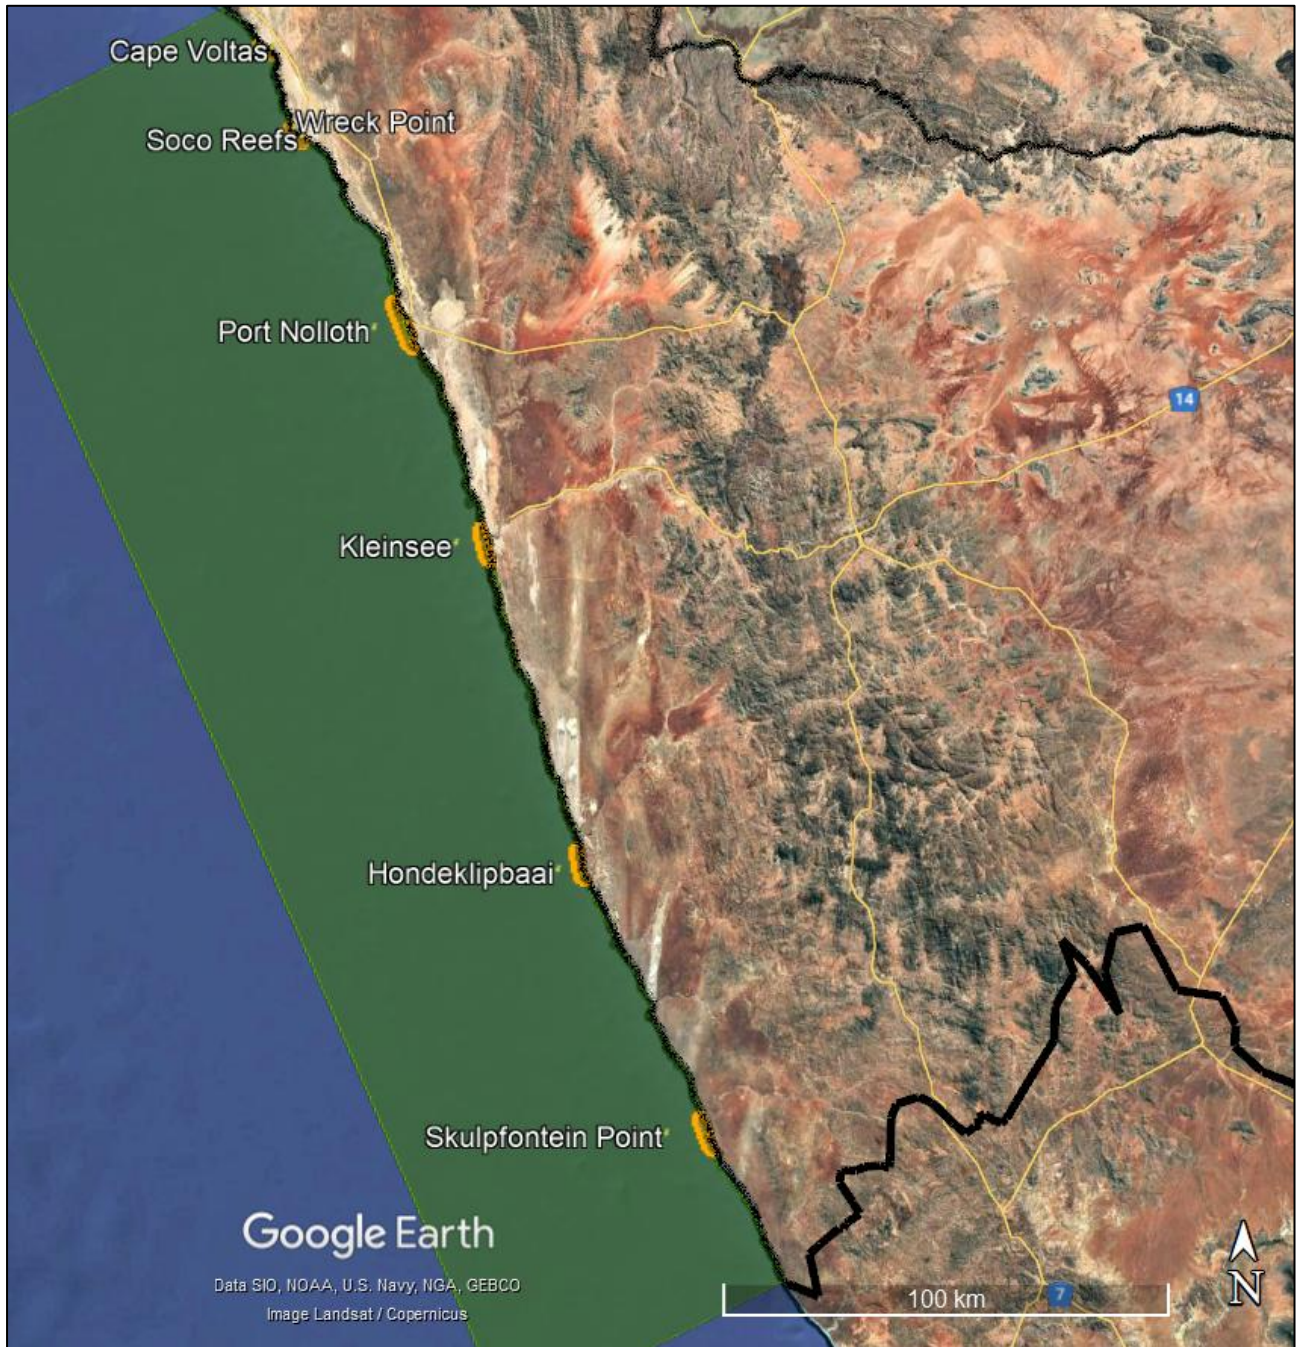 Cape Voltas
Wreck Point
Soco Reefs
Port Nolloth
14
Kleinsee
Hondeklipbaai
Skulpfontein Point
Google Earth
Data SIO, NOAA, U.S. Navy, NGA, GEBCO
Image Landsat / Copernicus
100 km
7
N